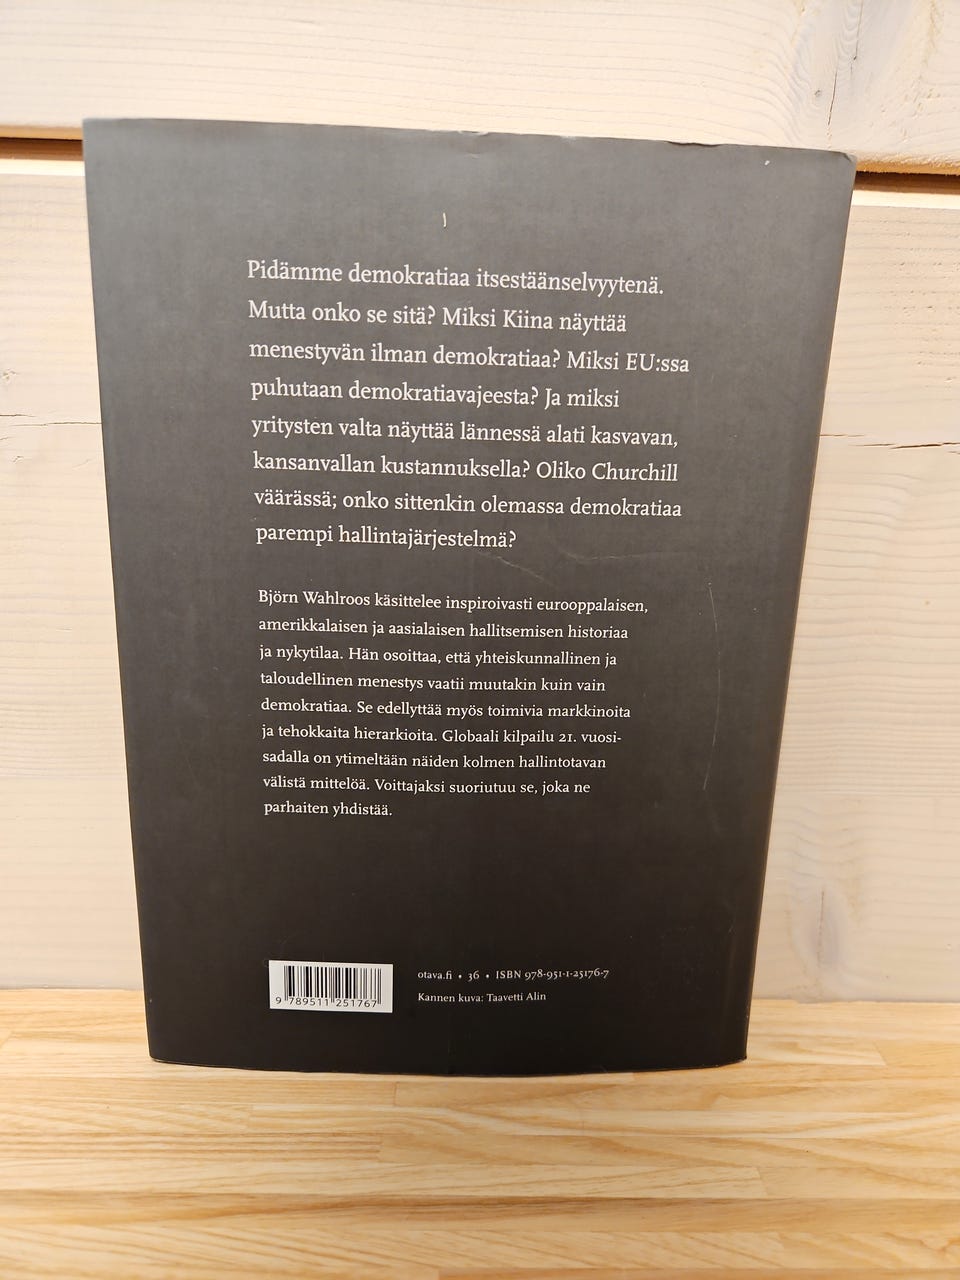 Pidämme demokratiaa itsestäänselvyytenä.
Mutta onko se sitä? Miksi Kiina näyttää
menestyvän ilman demokratiaa? Miksi EU:ssa
puhutaan demokratiavajeesta? Ja miksi
yritysten valta näyttää lännessä alati kasvavan,
kansanvallan kustannuksella? Oliko Churchill
väärässä; onko sittenkin olemassa demokratiaa
parempi hallintajärjestelmä?
Björn Wahlroos käsittelee inspiroivasti eurooppalaisen,
amerikkalaisen ja aasialaisen hallitsemisen historiaa
ja nykytilaa. Hän osoittaa, että yhteiskunnallinen ja
taloudellinen menestys vaatii muutakin kuin vain
demokratiaa. Se edellyttää myös toimivia markkinoita
ja tehokkaita hierarkioita. Globaali kilpailu 21. vuosi-
sadalla on ytimeltään näiden kolmen hallintotavan
välistä mittelöä. Voittajaksi suoriutuu se, joka ne
parhaiten yhdistää.
otava.fi • 36 • ISBN 978-951-1-25176-7
Kannen kuva: Taavetti Alin
9 789511 251767